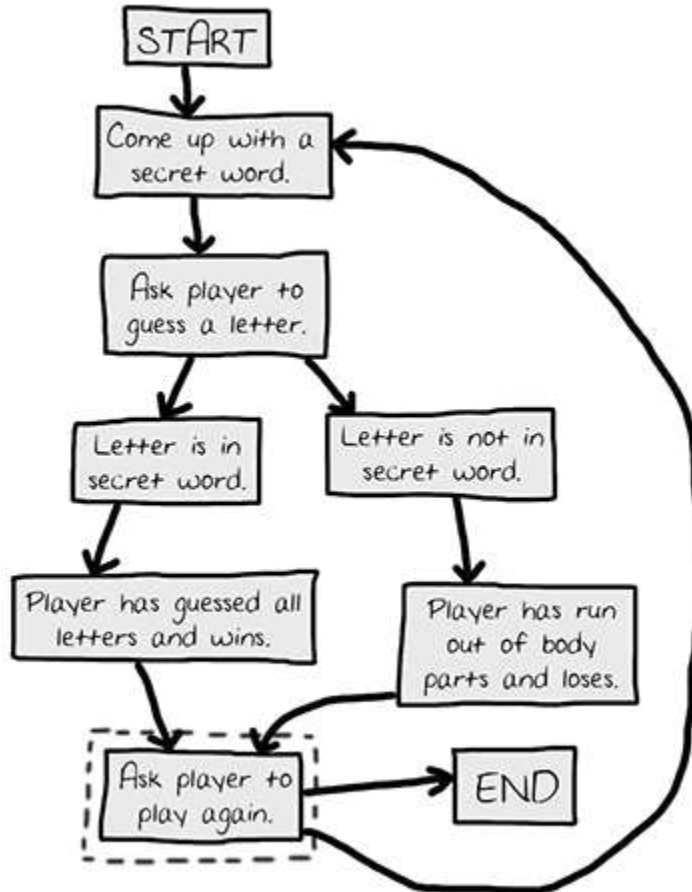 START
Come up with a
secret word.
Ask player to
guess a letter.
Letter is in
secret word.
Letter is not in
secret word.
Player has guessed all
letters and wins.
Player has run
out of body
parts and loses.
Ask player to
play again.
END